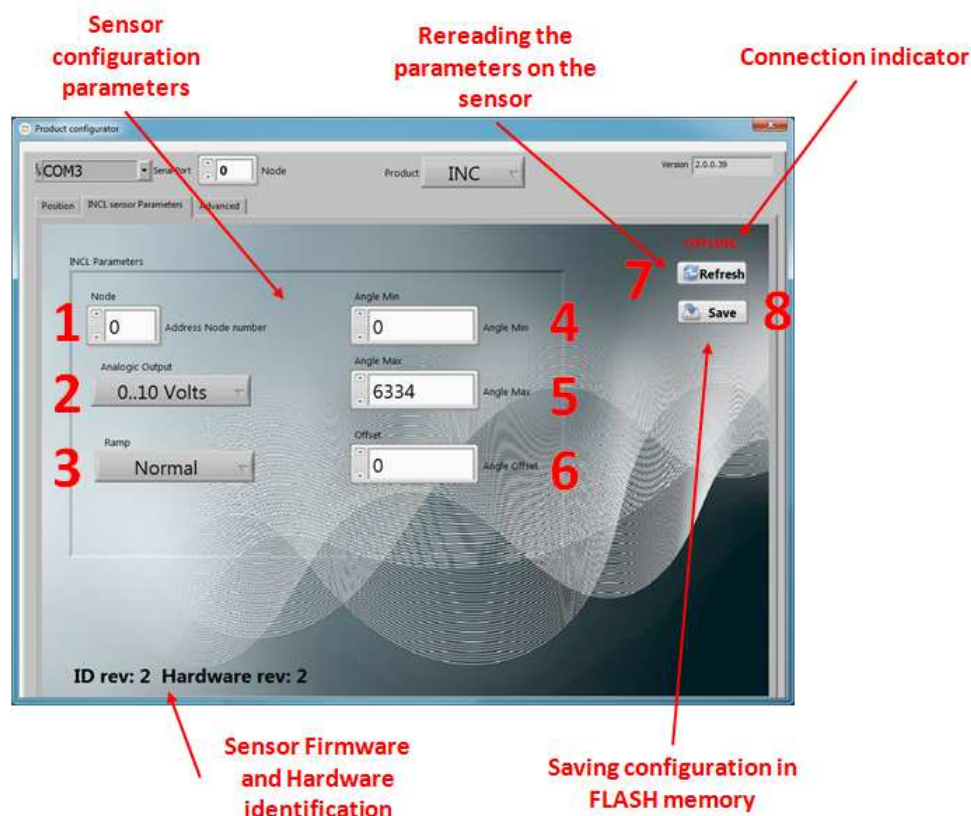 Sensor
configuration
parameters
Rereading the
parameters on the
sensor
Connection indicator
Product configurator
COM3 Serial Port 0 Node Product INC Version 2.0.0.39
Position INCL sensor Parameters Advanced
OFFLINE
INCL Parameters
7 Refresh
Node Angle Min
1 0 Address Node number 0 Angle Min 4
Save 8
Analogic Output Angle Max
2 0..10 Volts 6334 Angle Max 5
Ramp Offset
3 Normal 0 Angle Offset 6
ID rev: 2 Hardware rev: 2
Sensor Firmware
and Hardware
identification
Saving configuration in
FLASH memory